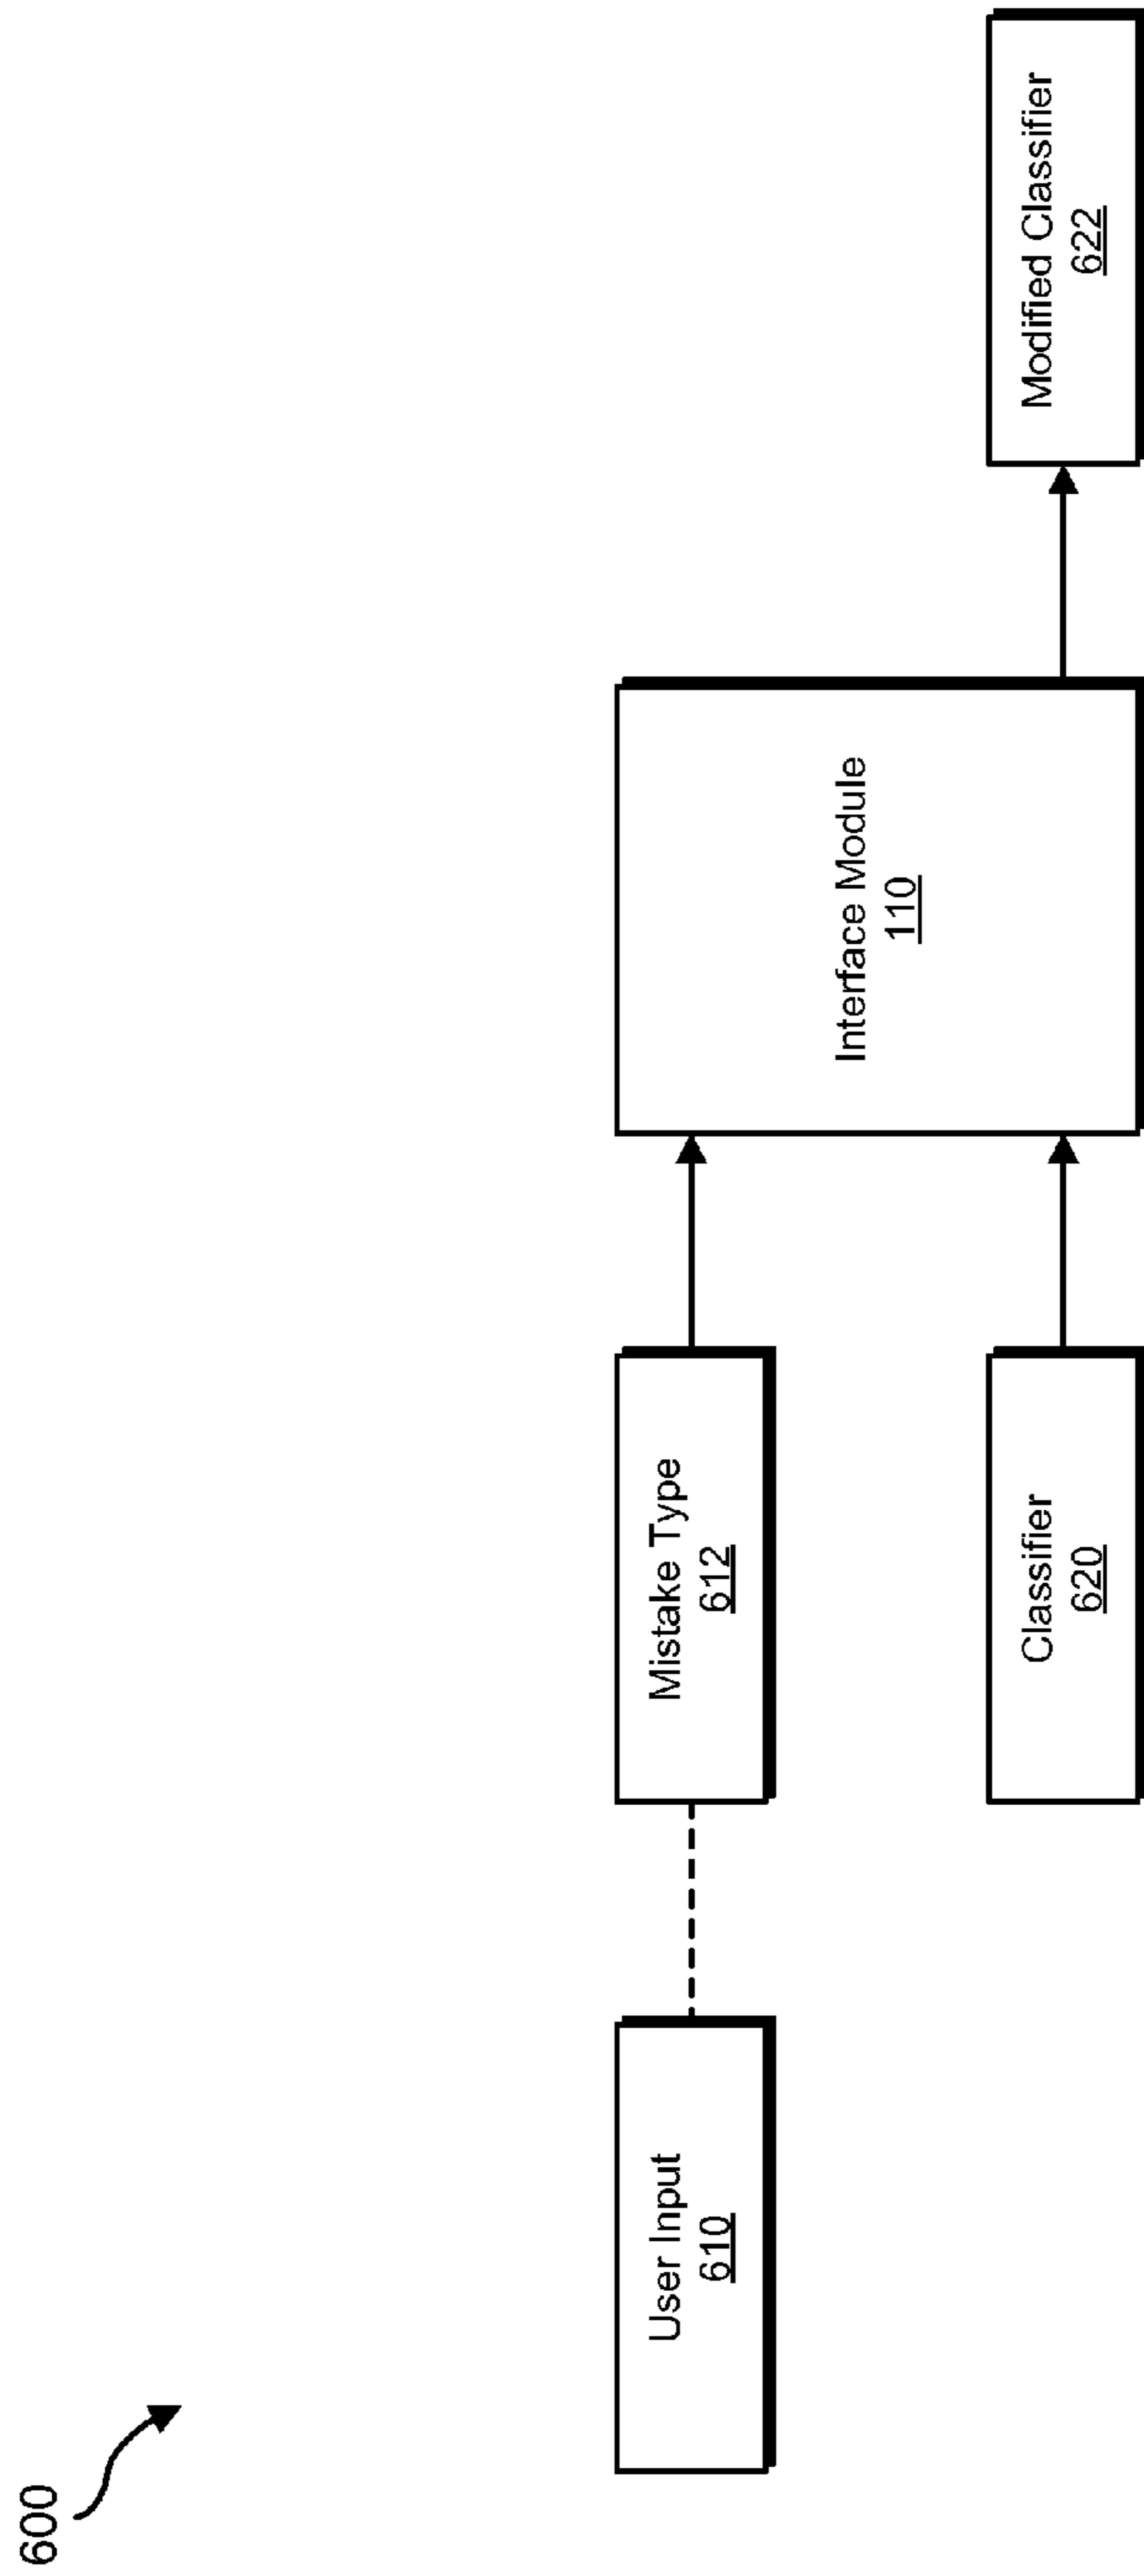 600
User Input
610
Mistake Type
612
Interface Module
110
Classifier
620
Modified Classifier
622